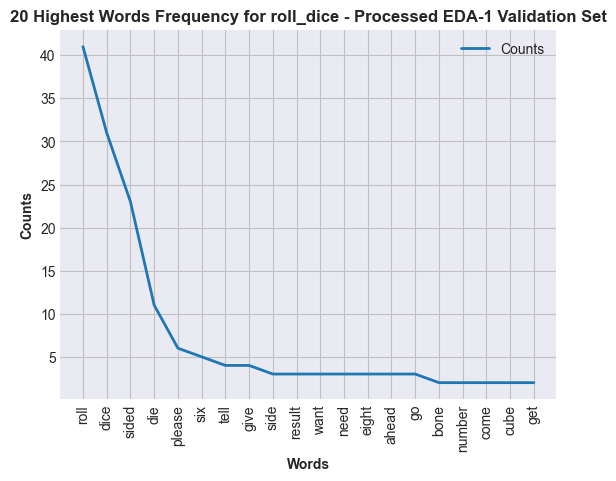 20 Highest Words Frequency for roll_dice - Processed EDA-1 Validation Set
Counts
40
35
30
25
20
15
10
5
Counts
roll
dice
sided
die
please
six
tell
give
side
result
want
need
eight
ahead
go
bone
number
come
cube
get
Words